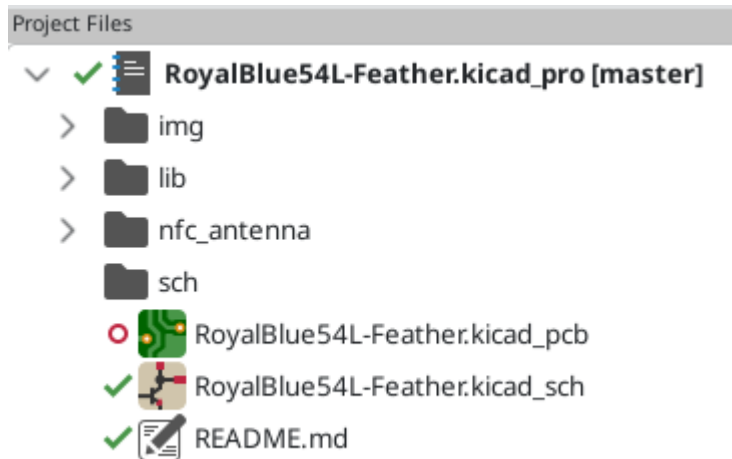 Project Files
RoyalBlue54L-Feather.kicad_pro [master]
img
lib
nfc_antenna
sch
RoyalBlue54L-Feather.kicad_pcb
RoyalBlue54L-Feather.kicad_sch
README.md